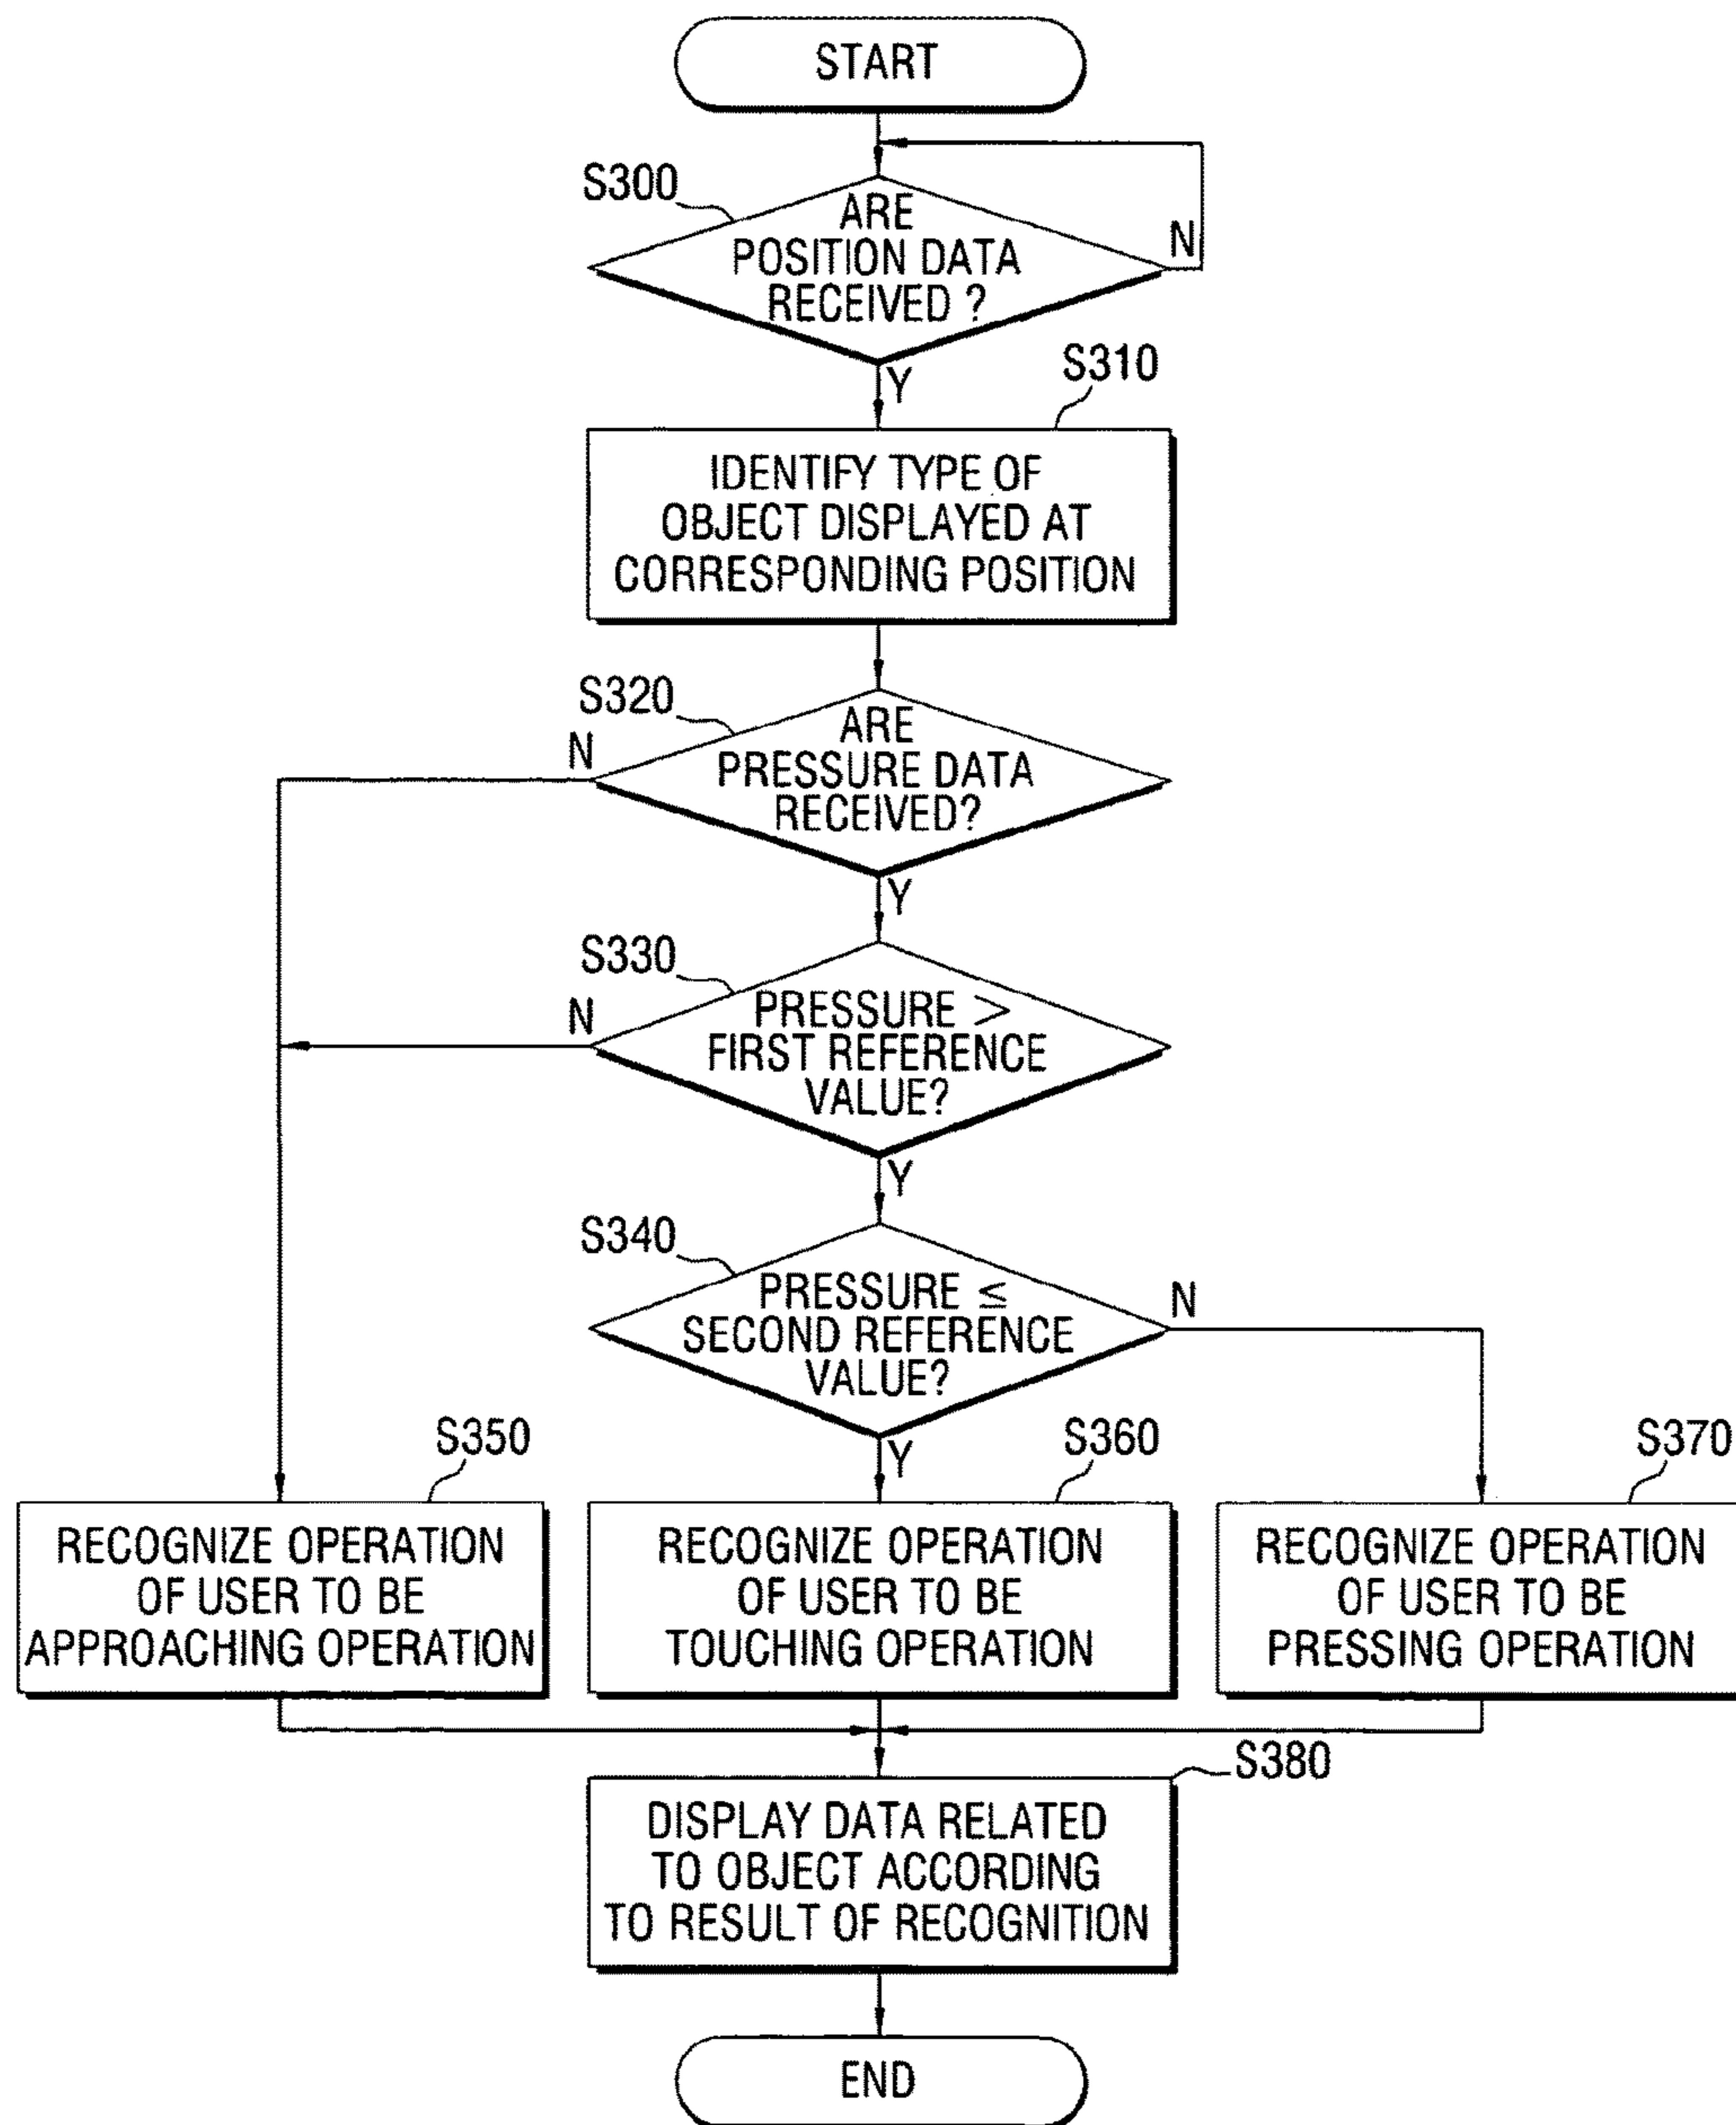 START
S300
ARE
POSITION DATA
RECEIVED ?
N
Y
S310
IDENTIFY TYPE OF
OBJECT DISPLAYED AT
CORRESPONDING POSITION
S320
N
ARE
PRESSURE DATA
RECEIVED?
Y
S330
N
PRESSURE >
FIRST REFERENCE
VALUE?
Y
S340
PRESSURE ≤
SECOND REFERENCE
VALUE?
N
Y
S350
RECOGNIZE OPERATION
OF USER TO BE
APPROACHING OPERATION
S360
RECOGNIZE OPERATION
OF USER TO BE
TOUCHING OPERATION
S370
RECOGNIZE OPERATION
OF USER TO BE
PRESSING OPERATION
S380
DISPLAY DATA RELATED
TO OBJECT ACCORDING
TO RESULT OF RECOGNITION
END